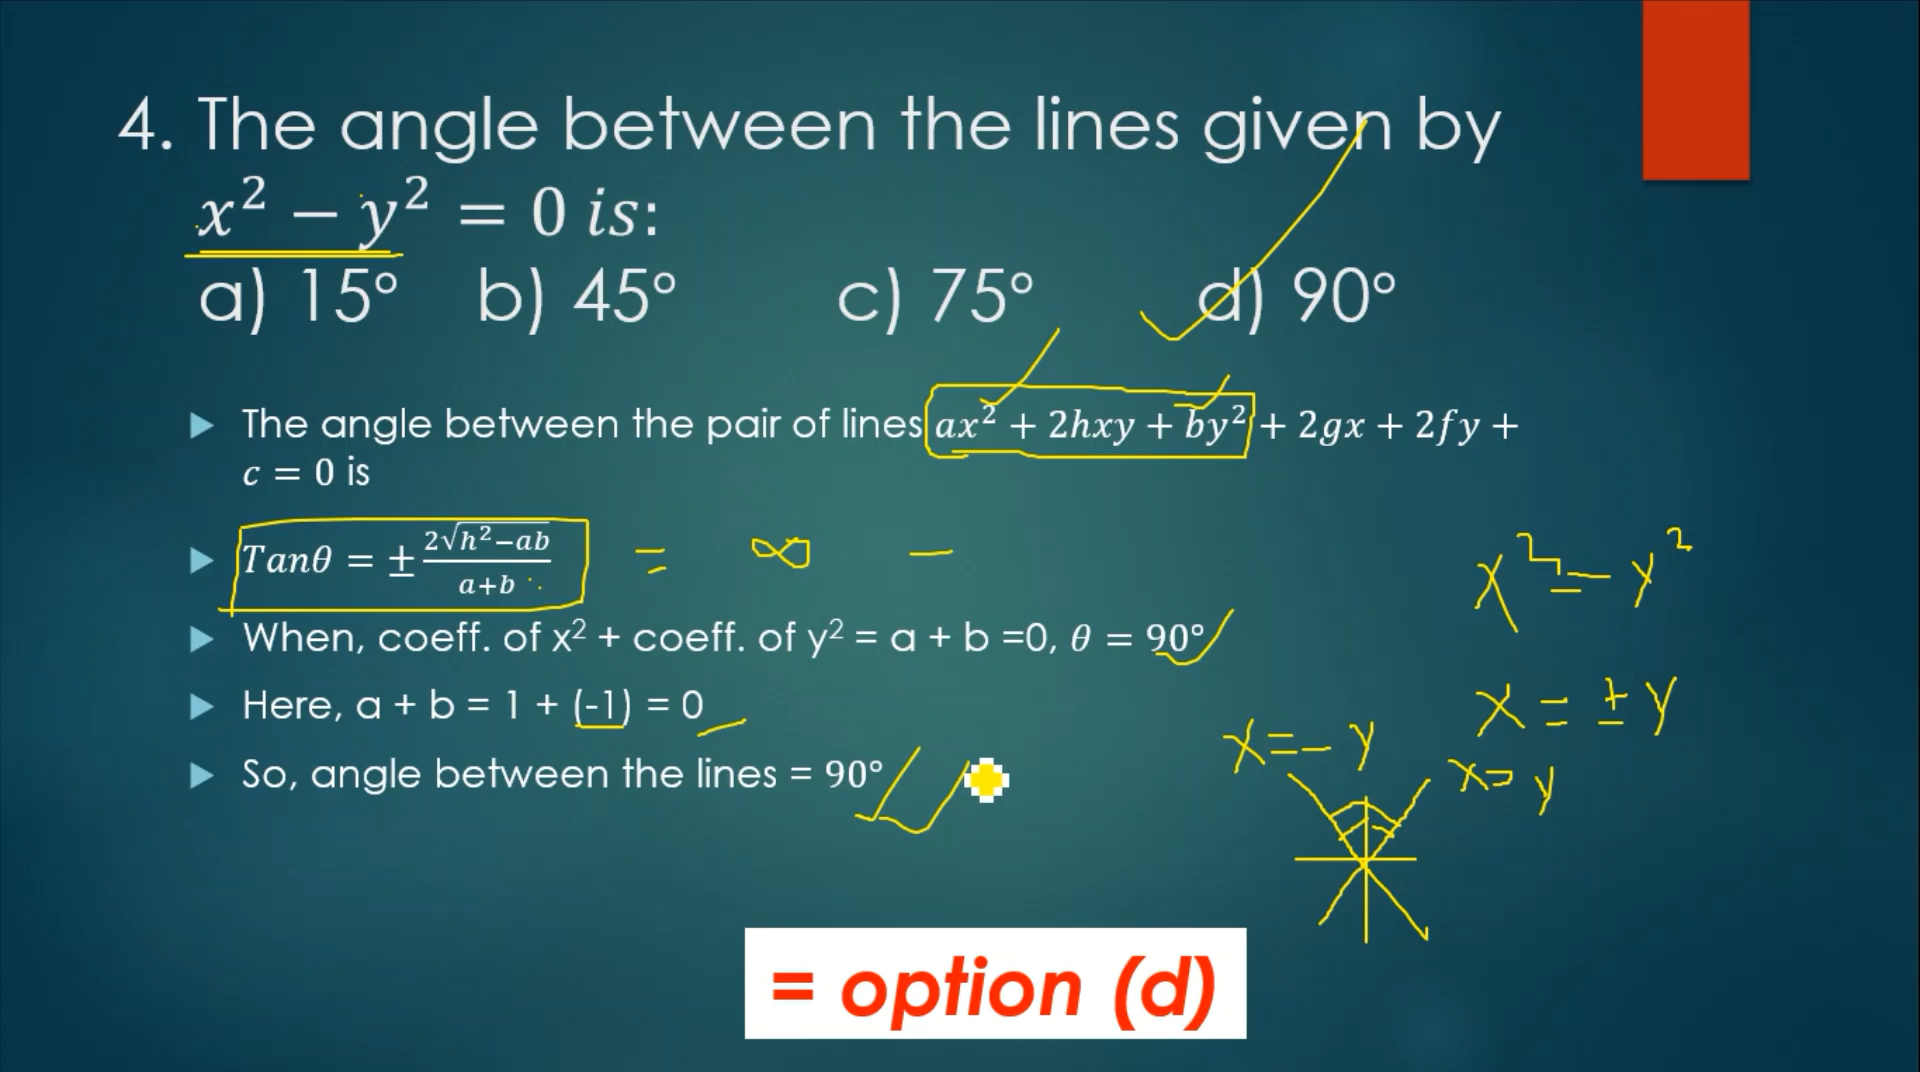 4. The angle between the lines given by
x² − y² = 0 is:
a) 15° b) 45° c) 75° d) 90°
The angle between the pair of lines ax² + 2hxy + by² + 2gx + 2fy +
c = 0 is
Tanθ = ± 2√h²−ab / a+b = ∞ −
x² = − y²
When, coeff. of x² + coeff. of y² = a + b =0, θ = 90°
Here, a + b = 1 + (-1) = 0
x = ± y
x = − y
x = y
So, angle between the lines = 90°
= option (d)